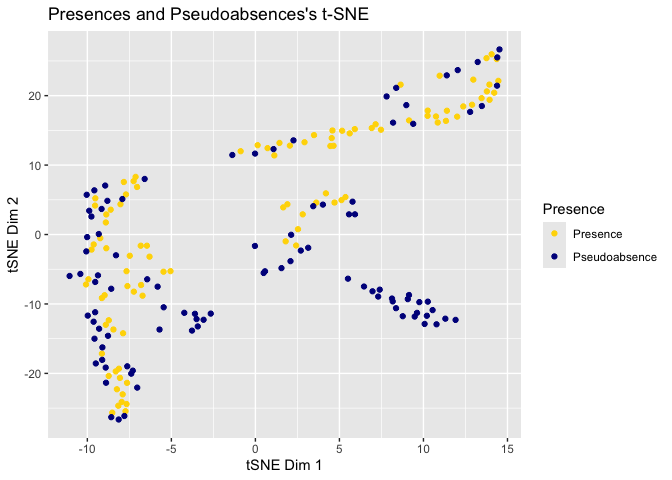 Presences and Pseudoabsences's t-SNE
20
10
0
-10
-20
tSNE Dim 2
-10
-5
0
5
10
15
tSNE Dim 1
Presence
Presence
Pseudoabsence